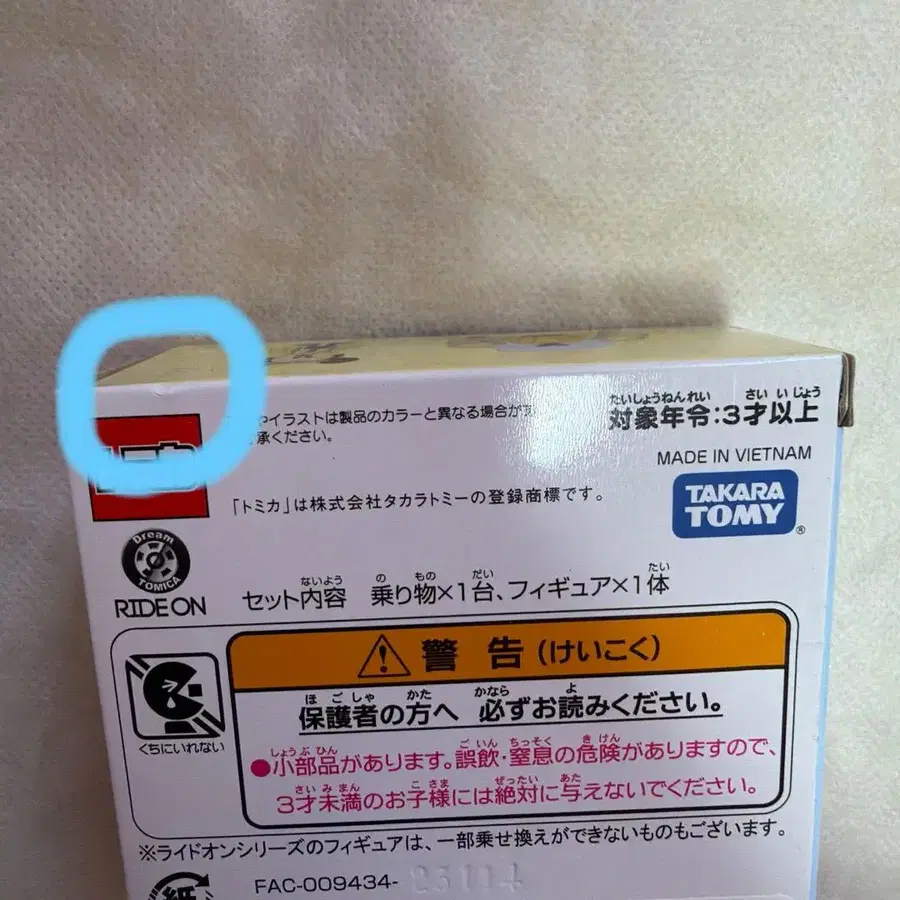 やイラストは製品のカラーと異なる場合が
承ください。
たいしょうねんれい さい いじょう
対象年令:3才以上
MADE IN VIETNAM
「トミカ」は株式会社タカラトミーの登録商標です。
TAKARA
TOMY
®
Dream
TOMICA
RIDE ON
ないよう の もの だい たい
セット内容 乗り物×1台、フィギュア×1体
警告(けいこく)
ほごしゃ かた かなら よ
保護者の方へ 必ずお読みください。
くちにいれない
しょうぶひん ごいん ちっそく きけん
●小部品があります。誤飲・窒息の危険がありますので、
さいみまん こさま ぜったい あた
3才未満のお子様には絶対に与えないでください。
※ライドオンシリーズのフィギュアは、一部乗せ換えができないものもございます。
紙
FAC-009434-